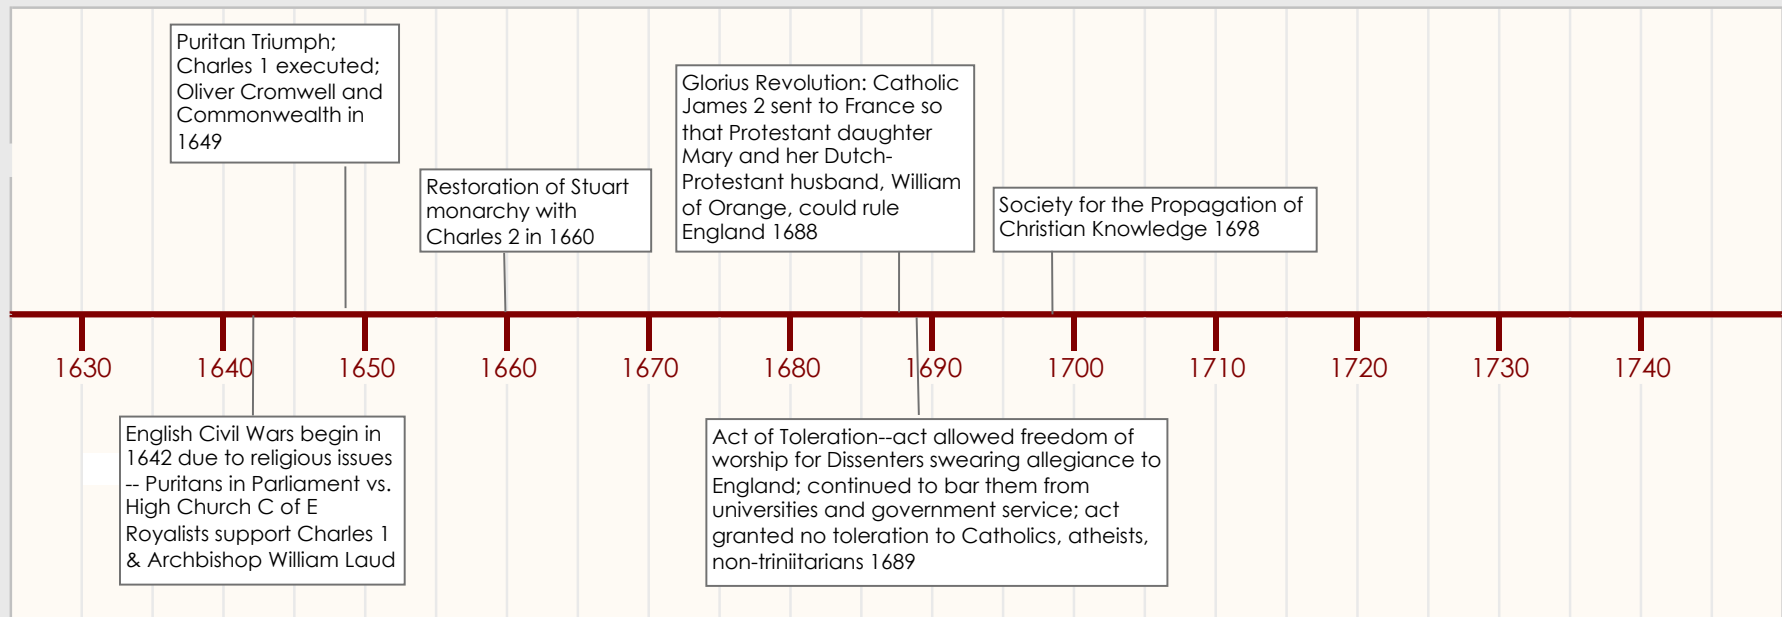 Puritan Triumph;
Charles 1 executed;
Oliver Cromwell and
Commonwealth in
1649
Restoration of Stuart
monarchy with
Charles 2 in 1660
Glorius Revolution: Catholic
James 2 sent to France so
that Protestant daughter
Mary and her Dutch-
Protestant husband, William
of Orange, could rule
England 1688
Society for the Propagation of
Christian Knowledge 1698
1630 1640 1650 1660 1670 1680 1690 1700 1710 1720 1730 1740
English Civil Wars begin in
1642 due to religious issues
-- Puritans in Parliament vs.
High Church C of E
Royalists support Charles 1
& Archbishop William Laud
Act of Toleration--act allowed freedom of
worship for Dissenters swearing allegiance to
England; continued to bar them from
universities and government service; act
granted no toleration to Catholics, atheists,
non-triniitarians 1689